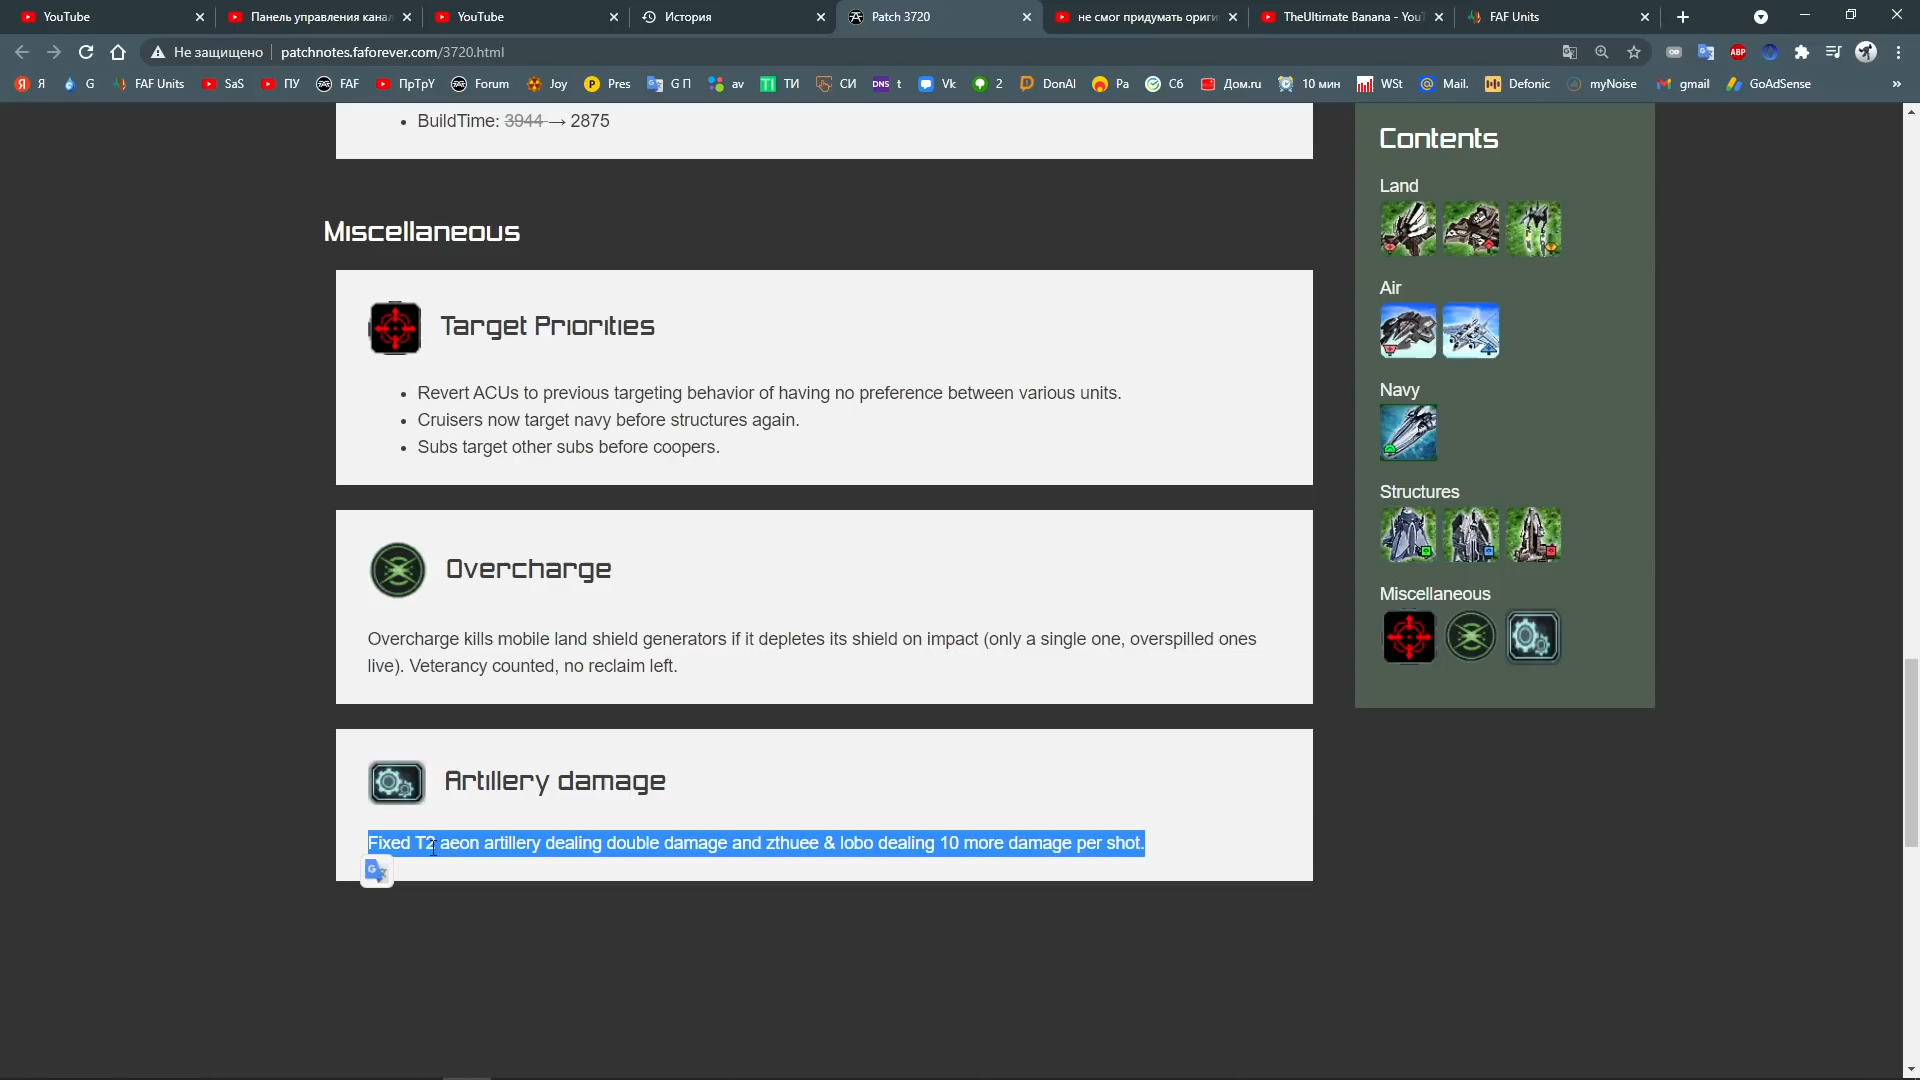 YouTube
Панель управления канал
YouTube
История
Patch 3720
не смог придумать ориги
TheUltimate Banana - YouT
FAF Units
Не защищено
patchnotes.faforever.com/3720.html
Я
G
FAF Units
SaS
ПУ
FAF
ПрТрУ
Forum
Joy
Pres
G П
av
ТИ
СИ
DNS t
Vk
2
DonAl
Pa
Сб
Дом.ru
10 мин
WSt
Mail.
Defonic
myNoise
gmail
GoAdSense
»
ABP
BuildTime: 3944 → 2875
Miscellaneous
Target Priorities
Revert ACUs to previous targeting behavior of having no preference between various units.
Cruisers now target navy before structures again.
Subs target other subs before coopers.
Overcharge
Overcharge kills mobile land shield generators if it depletes its shield on impact (only a single one, overspilled ones
live). Veterancy counted, no reclaim left.
Artillery damage
Fixed T2 aeon artillery dealing double damage and zthuee & lobo dealing 10 more damage per shot.
Contents
Land
Air
Navy
Structures
Miscellaneous